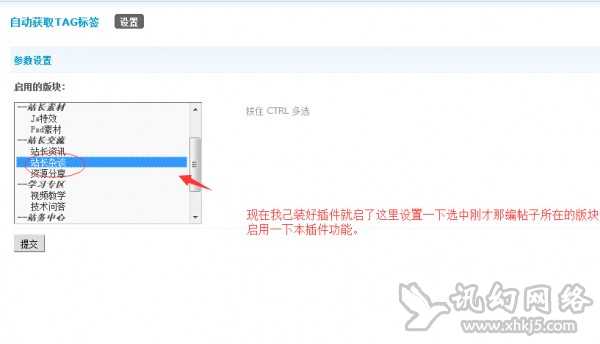 自动获取TAG标签 设置
参数设置
启用的版块:
--站长素材
Js特效
Psd素材
--站长交流
站长资讯
站长杂谈
资源分享
--学习专区
视频教学
技术问答
--站务中心
按住 CTRL 多选
现在我已装好插件就启了这里设置一下选中刚才那编帖子所在的版块
启用一下本插件功能。
提交
讯幻网络
www.xhkj5.com